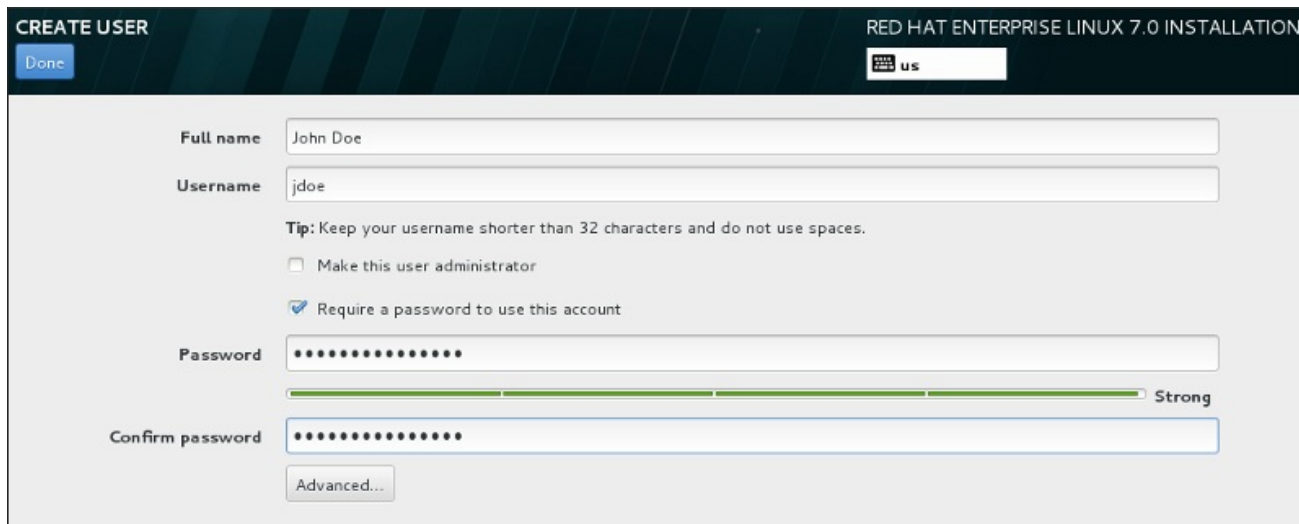 CREATE USER
RED HAT ENTERPRISE LINUX 7.0 INSTALLATION
Done
us
Full name
John Doe
Username
jdoe
Tip: Keep your username shorter than 32 characters and do not use spaces.
Make this user administrator
Require a password to use this account
Password
•••••••••••••••
Strong
Confirm password
•••••••••••••••
Advanced...